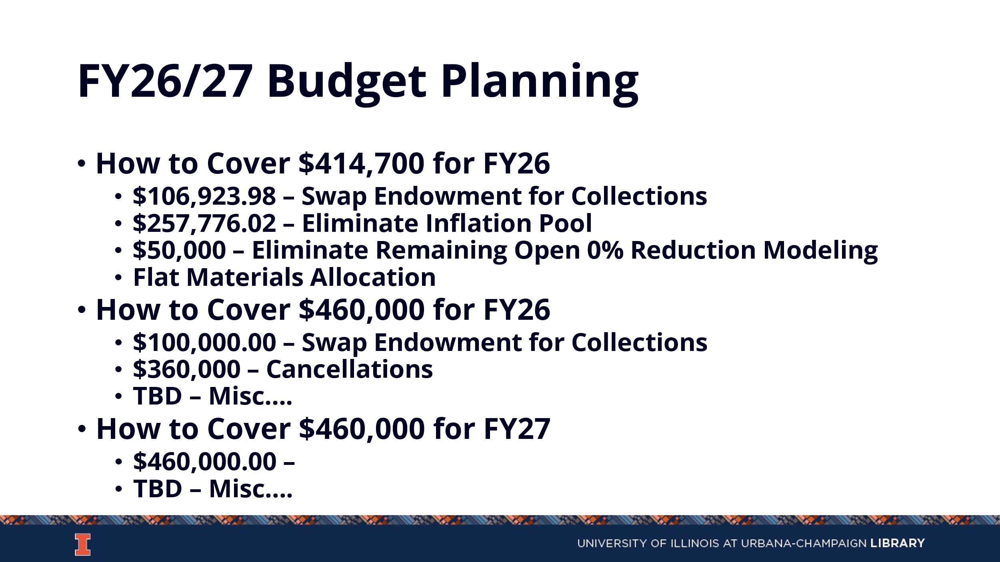 FY26/27 Budget Planning
• How to Cover $414,700 for FY26
• $106,923.98 – Swap Endowment for Collections
• $257,776.02 – Eliminate Inflation Pool
• $50,000 – Eliminate Remaining Open 0% Reduction Modeling
• Flat Materials Allocation
• How to Cover $460,000 for FY26
• $100,000.00 – Swap Endowment for Collections
• $360,000 – Cancellations
• TBD – Misc….
• How to Cover $460,000 for FY27
• $460,000.00 –
• TBD – Misc….
I
UNIVERSITY OF ILLINOIS AT URBANA-CHAMPAIGN LIBRARY